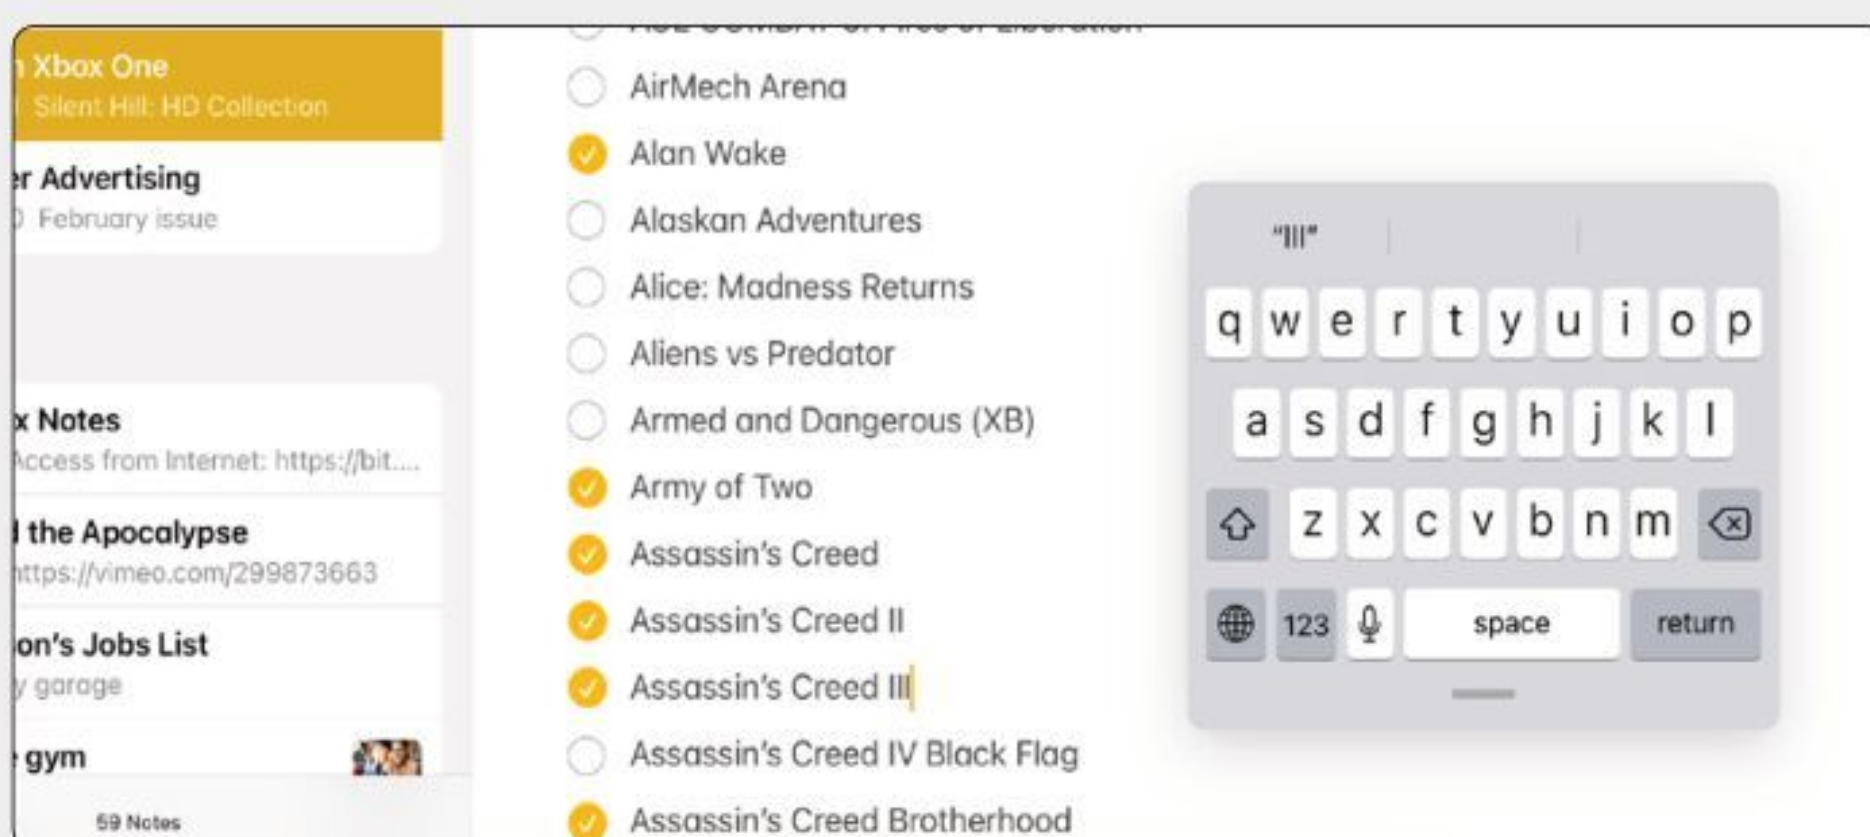 Xbox One
Silent Hill: HD Collection
er Advertising
February issue
x Notes
Access from Internet: https://bit....
the Apocalypse
https://vimeo.com/299873663
on's Jobs List
y garage
gym
59 Notes
AirMech Arena
Alan Wake
Alaskan Adventures
Alice: Madness Returns
Aliens vs Predator
Armed and Dangerous (XB)
Army of Two
Assassin's Creed
Assassin's Creed II
Assassin's Creed III
Assassin's Creed IV Black Flag
Assassin's Creed Brotherhood
“III”
q w e r t y u i o p
a s d f g h j k l
z x c v b n m
123 space return